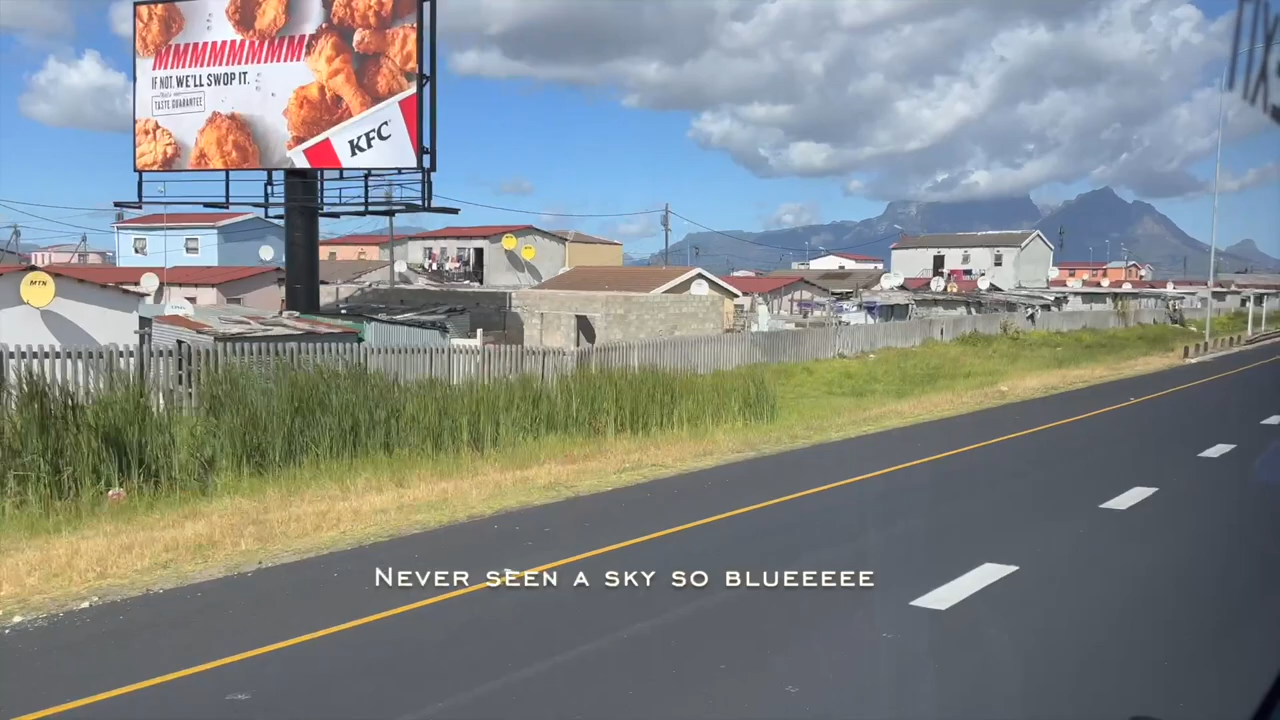 MMMMMMMM
IF NOT, WE'LL SWOP IT.
TASTE GUARANTEE
KFC
MTN
NEVER SEEN A SKY SO BLUEEEEE